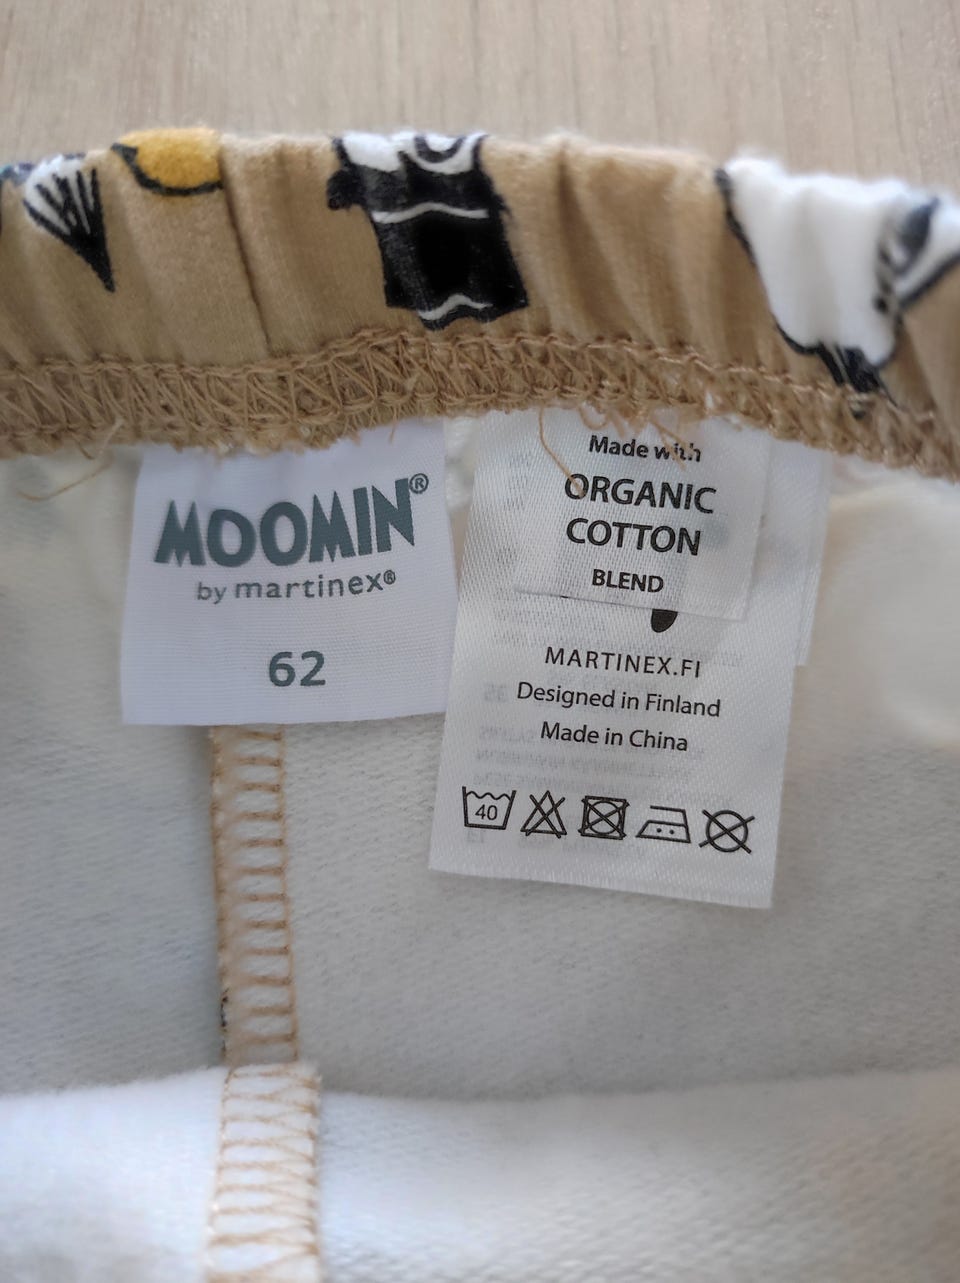 MOOMIN®
by martinex®
62
Made with
ORGANIC
COTTON
BLEND
MARTINEX.FI
Designed in Finland
Made in China
40